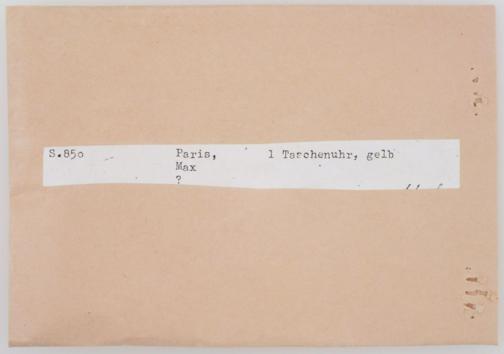 S.850 Paris, 1 Taschenuhr, gelb
Max
?